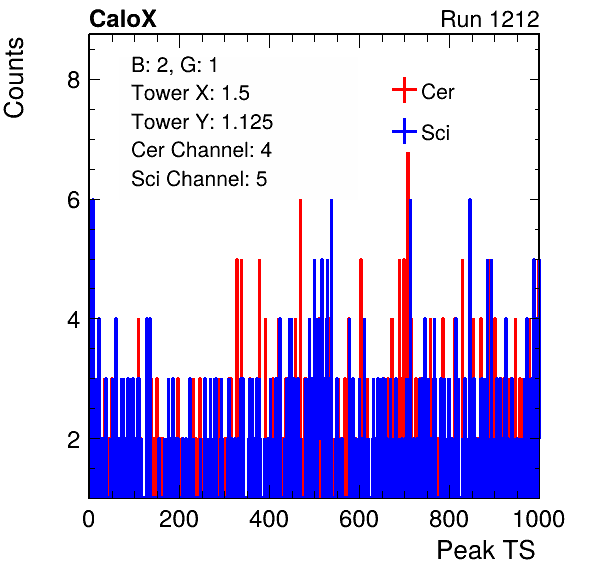 CaloX Run 1212
Counts
B: 2, G: 1
Tower X: 1.5
Tower Y: 1.125
Cer Channel: 4
Sci Channel: 5
Cer
Sci
8
6
4
2
0 200 400 600 800 1000
Peak TS